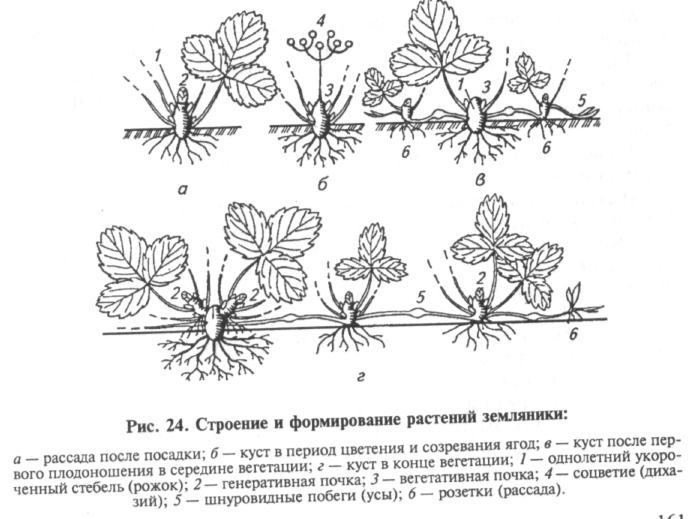 4
1
2
3
1
3
5
6
6
а
б
в
2
5
2
6
г
Рис. 24. Строение и формирование растений земляники:
а — рассада после посадки; б — куст в период цветения и созревания ягод; в — куст после пер-
вого плодоношения в середине вегетации; г — куст в конце вегетации; 1 — однолетний укоро-
ченный стебель (рожок); 2 — генеративная почка; 3 — вегетативная почка; 4 — соцветие (диха-
зий); 5 — шнуровидные побеги (усы); 6 — розетки (рассада).